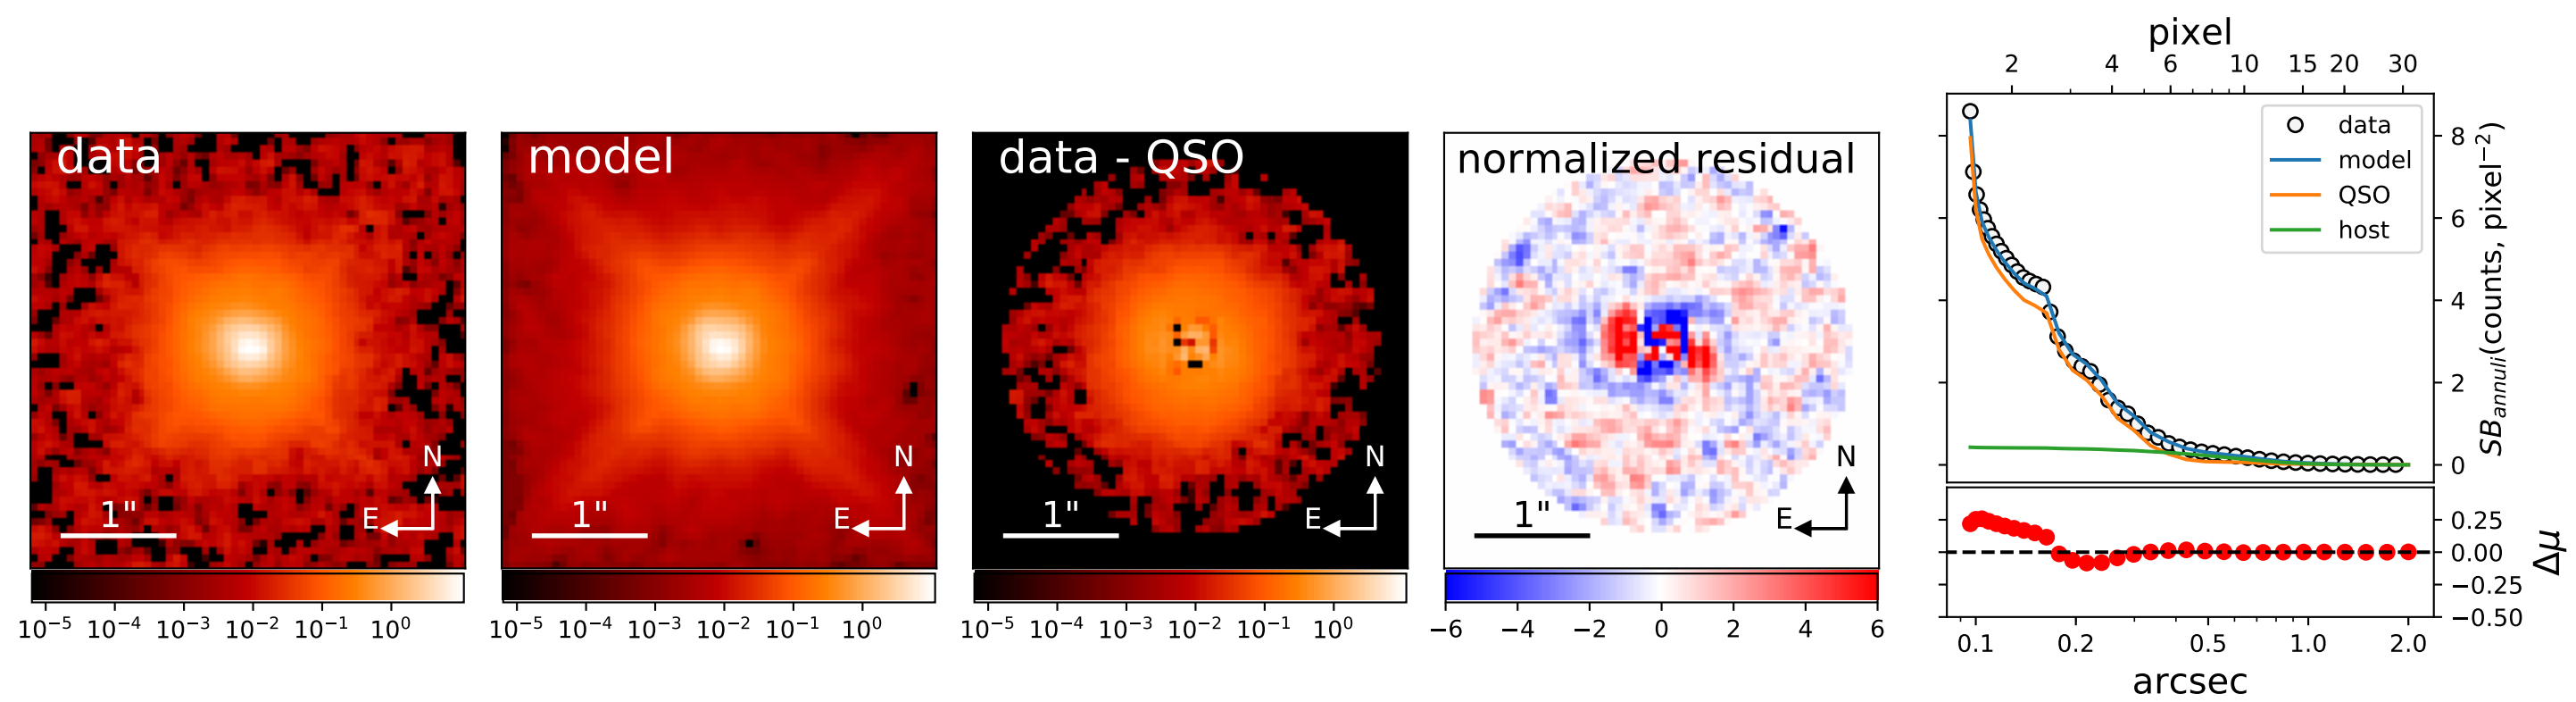 data
N
E
1"
10⁻⁵ 10⁻⁴ 10⁻³ 10⁻² 10⁻¹ 10⁰
model
N
E
1"
10⁻⁵ 10⁻⁴ 10⁻³ 10⁻² 10⁻¹ 10⁰
data - QSO
N
E
1"
10⁻⁵ 10⁻⁴ 10⁻³ 10⁻² 10⁻¹ 10⁰
normalized residual
N
E
1"
−6 −4 −2 0 2 4 6
pixel
2 4 6 10 15 20 30
data
model
QSO
host
8
6
4
2
0
SB_annuli(counts, pixel⁻²)
0.25
0.00
−0.25
−0.50
Δμ
0.1 0.2 0.5 1.0 2.0
arcsec